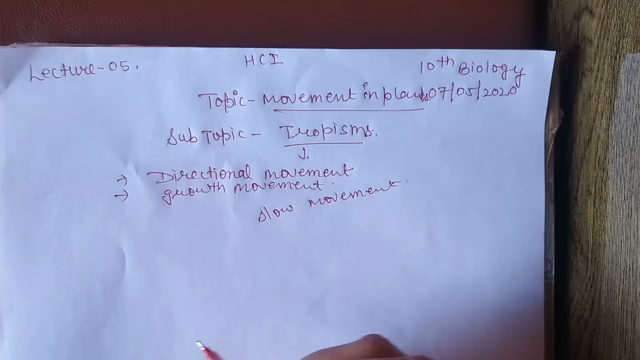 Lecture-05.
HCI
10th Biology
Topic- Movement in plants
07/05/2020
Sub Topic - Tropisms.
→ Directional movement
→ growth movement.
slow movement.